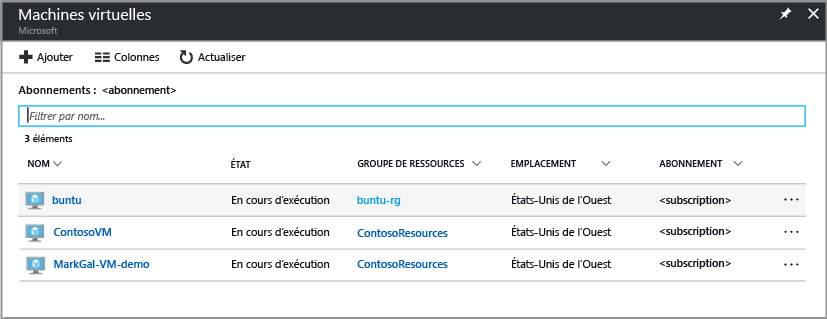 Machines virtuelles
Microsoft
Ajouter Colonnes Actualiser
Abonnements : <abonnement>
Filtrer par nom...
3 éléments
NOM ÉTAT GROUPE DE RESSOURCES EMPLACEMENT ABONNEMENT
buntu En cours d'exécution buntu-rg États-Unis de l'Ouest <subscription>
ContosoVM En cours d'exécution ContosoResources États-Unis de l'Ouest <subscription>
MarkGal-VM-demo En cours d'exécution ContosoResources États-Unis de l'Ouest <subscription>